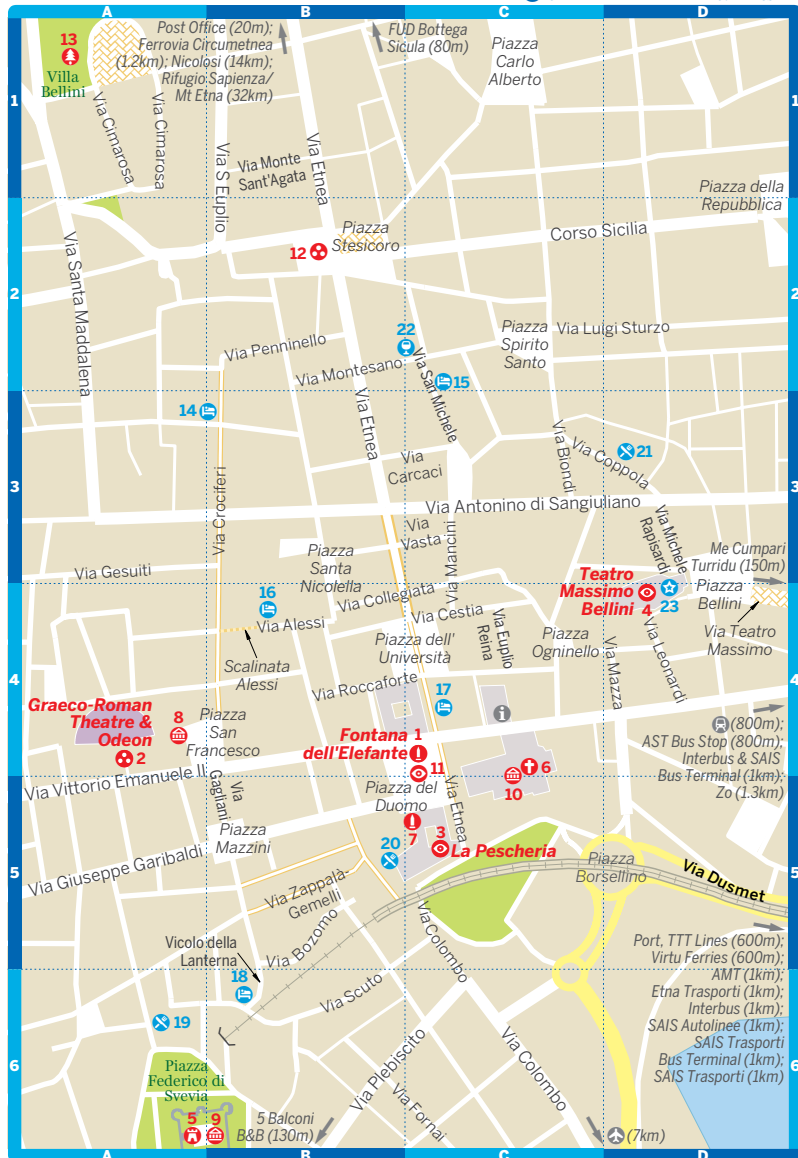 A
B
C
D
1
2
3
4
5
6
13
Villa
Bellini
Post Office (20m);
Ferrovia Circumetnea
(1.2km); Nicolosi (14km);
Rifugio Sapienza/
Mt Etna (32km)
FUD Bottega
Sicula (80m)
Piazza
Carlo
Alberto
1
Via Cimarosa
Via Cimarosa
Via S Euplio
Via Monte
Sant'Agata
Via Etnea
Piazza della
Repubblica
Via Santa Maddalena
12
Piazza
Stesicoro
Corso Sicilia
2
22
Via Penninello
Via Montesano
Via San Michele
15
Piazza
Spirito
Santo
Via Luigi Sturzo
14
Via Etnea
Via
Carcaci
Via Biondi
Via Coppola
21
3
Via Crociferi
Via Antonino di Sangiuliano
Via
Vasta
Via Mancini
Via Michele
Rapisardi
Via Gesuiti
Piazza
Santa
Nicolella
Me Cumpari
Turridu (150m)
Teatro
Massimo
Bellini
4
23
Piazza
Bellini
16
Via Collegiata
Via Alessi
Via Cestia
Via Euplio
Reina
Piazza
Ogninello
Via Teatro
Massimo
Scalinata
Alessi
Piazza dell'
Università
Via Mazza
Via Leonardi
4
Via Roccaforte
17
Graeco-Roman
Theatre &
Odeon
2
8
Piazza
San
Francesco
Fontana
dell'Elefante
1
11
6
10
(800m);
AST Bus Stop (800m);
Interbus & SAIS
Bus Terminal (1km);
Zo (1.3km)
Via Vittorio Emanuele II
Via
Gagliani
Piazza del
Duomo
Via Etnea
7
3
La Pescheria
Piazza
Mazzini
20
Via Giuseppe Garibaldi
Piazza
Borsellino
Via Dusmet
5
Via Zappalà-
Gemelli
Via Bozomo
Vicolo della
Lanterna
18
Via Colombo
Via Scuto
Port, TTT Lines (600m);
Virtu Ferries (600m);
AMT (1km);
Etna Trasporti (1km);
Interbus (1km);
SAIS Autolinee (1km);
SAIS Trasporti
Bus Terminal (1km);
SAIS Trasporti (1km)
19
Via Plebiscito
Via Colombo
6
Piazza
Federico di
Svevia
5
9
5 Balconi
B&B (130m)
Via Fornai
(7km)
A
B
C
D